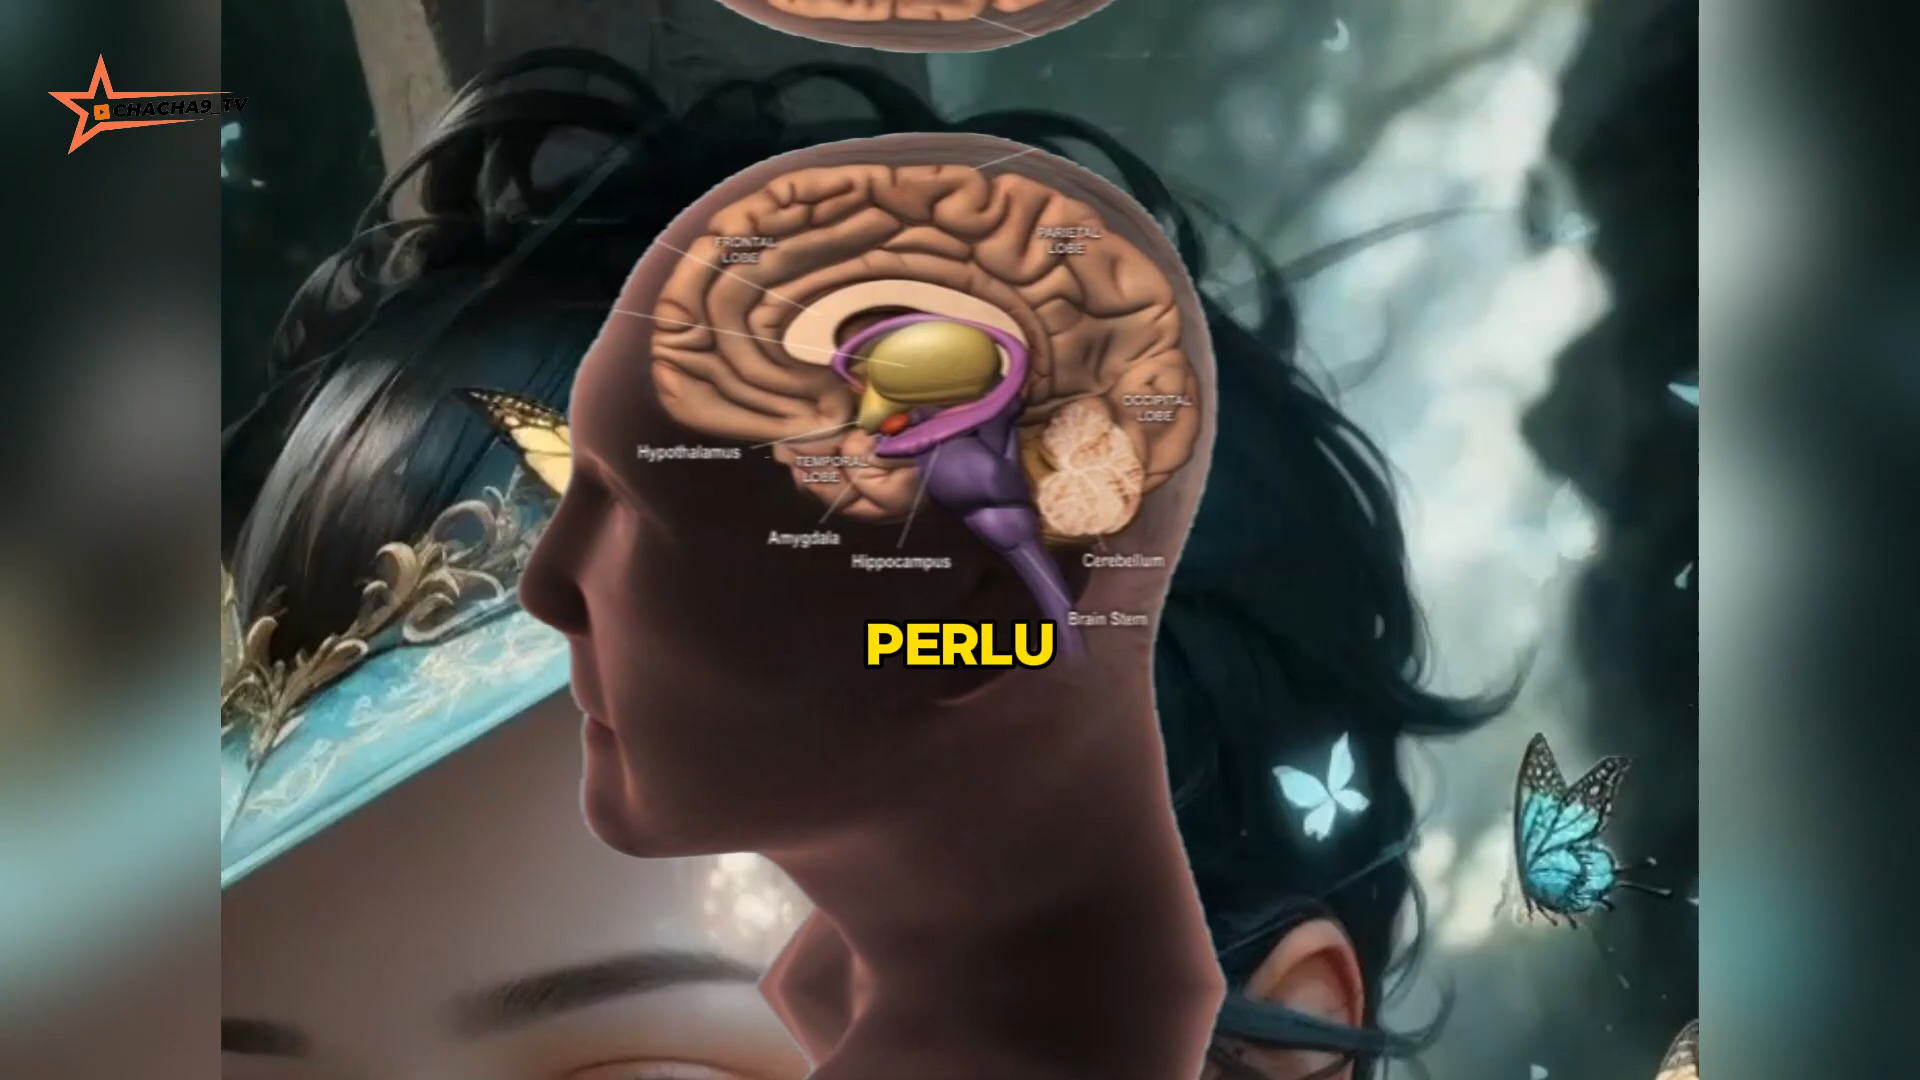 CHACHA9_TV
FRONTAL
LOBE
PARIETAL
LOBE
OCCIPITAL
LOBE
Hypothalamus
TEMPORAL
LOBE
Amygdala
Hippocampus
Cerebellum
Brain Stem
PERLU